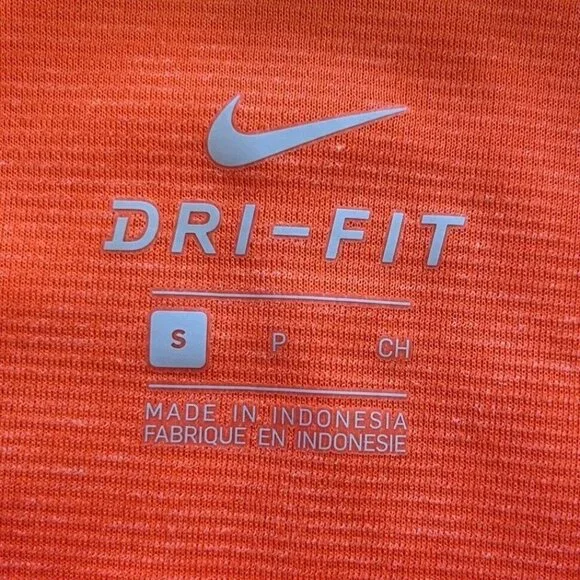 DRI-FIT
S P CH
MADE IN INDONESIA
FABRIQUE EN INDONESIE